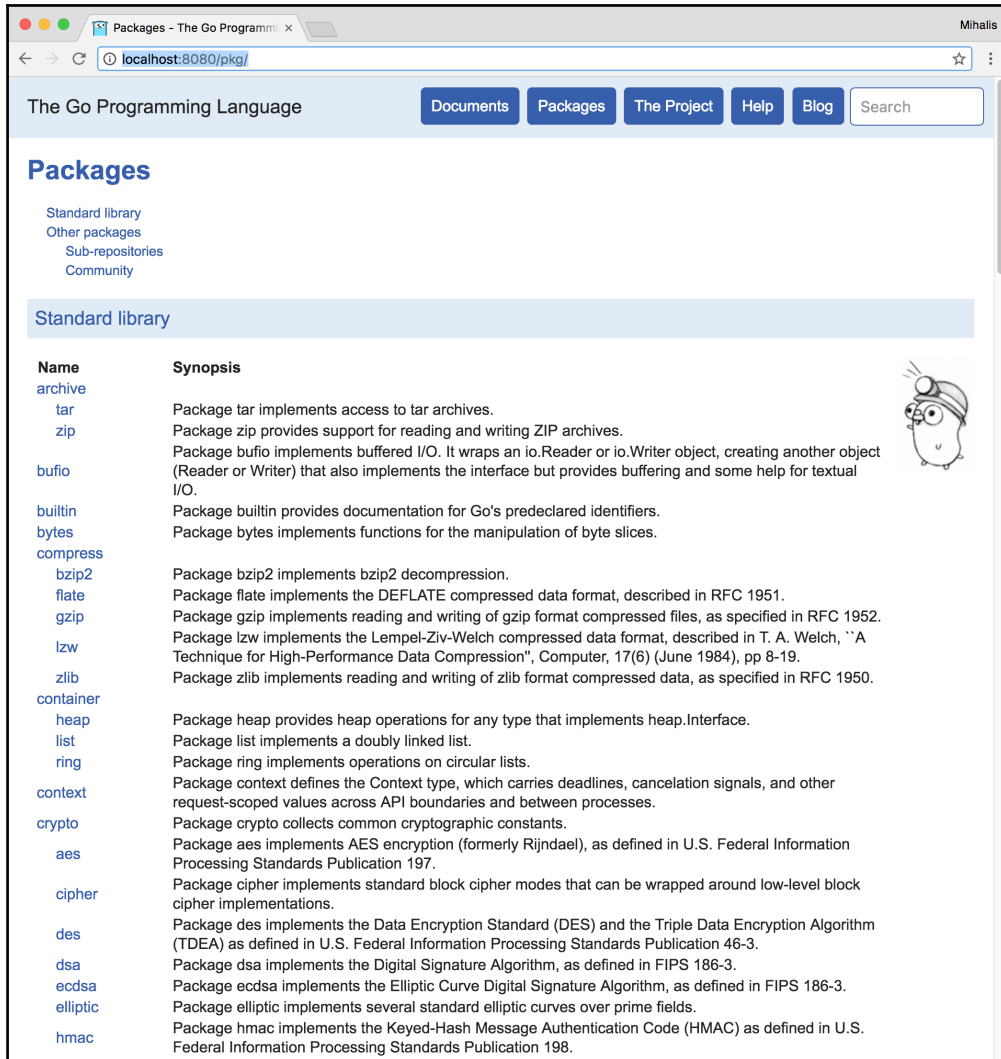 Packages - The Go Programmi
Mihalis
localhost:8080/pkg/
The Go Programming Language
Documents
Packages
The Project
Help
Blog
Search
Packages
Standard library
Other packages
Sub-repositories
Community
Standard library
Name Synopsis
archive
tar Package tar implements access to tar archives.
zip Package zip provides support for reading and writing ZIP archives.
bufio Package bufio implements buffered I/O. It wraps an io.Reader or io.Writer object, creating another object
(Reader or Writer) that also implements the interface but provides buffering and some help for textual
I/O.
builtin Package builtin provides documentation for Go's predeclared identifiers.
bytes Package bytes implements functions for the manipulation of byte slices.
compress
bzip2 Package bzip2 implements bzip2 decompression.
flate Package flate implements the DEFLATE compressed data format, described in RFC 1951.
gzip Package gzip implements reading and writing of gzip format compressed files, as specified in RFC 1952.
lzw Package lzw implements the Lempel-Ziv-Welch compressed data format, described in T. A. Welch, ``A
Technique for High-Performance Data Compression'', Computer, 17(6) (June 1984), pp 8-19.
zlib Package zlib implements reading and writing of zlib format compressed data, as specified in RFC 1950.
container
heap Package heap provides heap operations for any type that implements heap.Interface.
list Package list implements a doubly linked list.
ring Package ring implements operations on circular lists.
context Package context defines the Context type, which carries deadlines, cancelation signals, and other
request-scoped values across API boundaries and between processes.
crypto Package crypto collects common cryptographic constants.
aes Package aes implements AES encryption (formerly Rijndael), as defined in U.S. Federal Information
Processing Standards Publication 197.
cipher Package cipher implements standard block cipher modes that can be wrapped around low-level block
cipher implementations.
des Package des implements the Data Encryption Standard (DES) and the Triple Data Encryption Algorithm
(TDEA) as defined in U.S. Federal Information Processing Standards Publication 46-3.
dsa Package dsa implements the Digital Signature Algorithm, as defined in FIPS 186-3.
ecdsa Package ecdsa implements the Elliptic Curve Digital Signature Algorithm, as defined in FIPS 186-3.
elliptic Package elliptic implements several standard elliptic curves over prime fields.
hmac Package hmac implements the Keyed-Hash Message Authentication Code (HMAC) as defined in U.S.
Federal Information Processing Standards Publication 198.